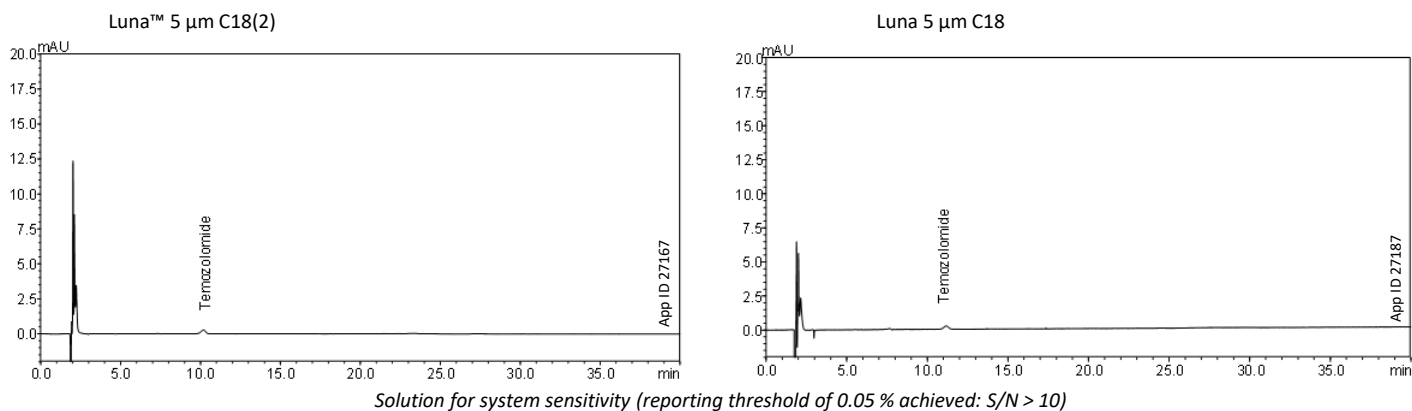 Luna™ 5 µm C18(2)
mAU
20.0
17.5
15.0
12.5
10.0
7.5
5.0
2.5
0.0
Temozolomide
App ID 27167
0.0 5.0 10.0 15.0 20.0 25.0 30.0 35.0 min
Luna 5 µm C18
mAU
20.0
17.5
15.0
12.5
10.0
7.5
5.0
2.5
0.0
Temozolomide
App ID 27187
0.0 5.0 10.0 15.0 20.0 25.0 30.0 35.0 min
Solution for system sensitivity (reporting threshold of 0.05 % achieved: S/N > 10)